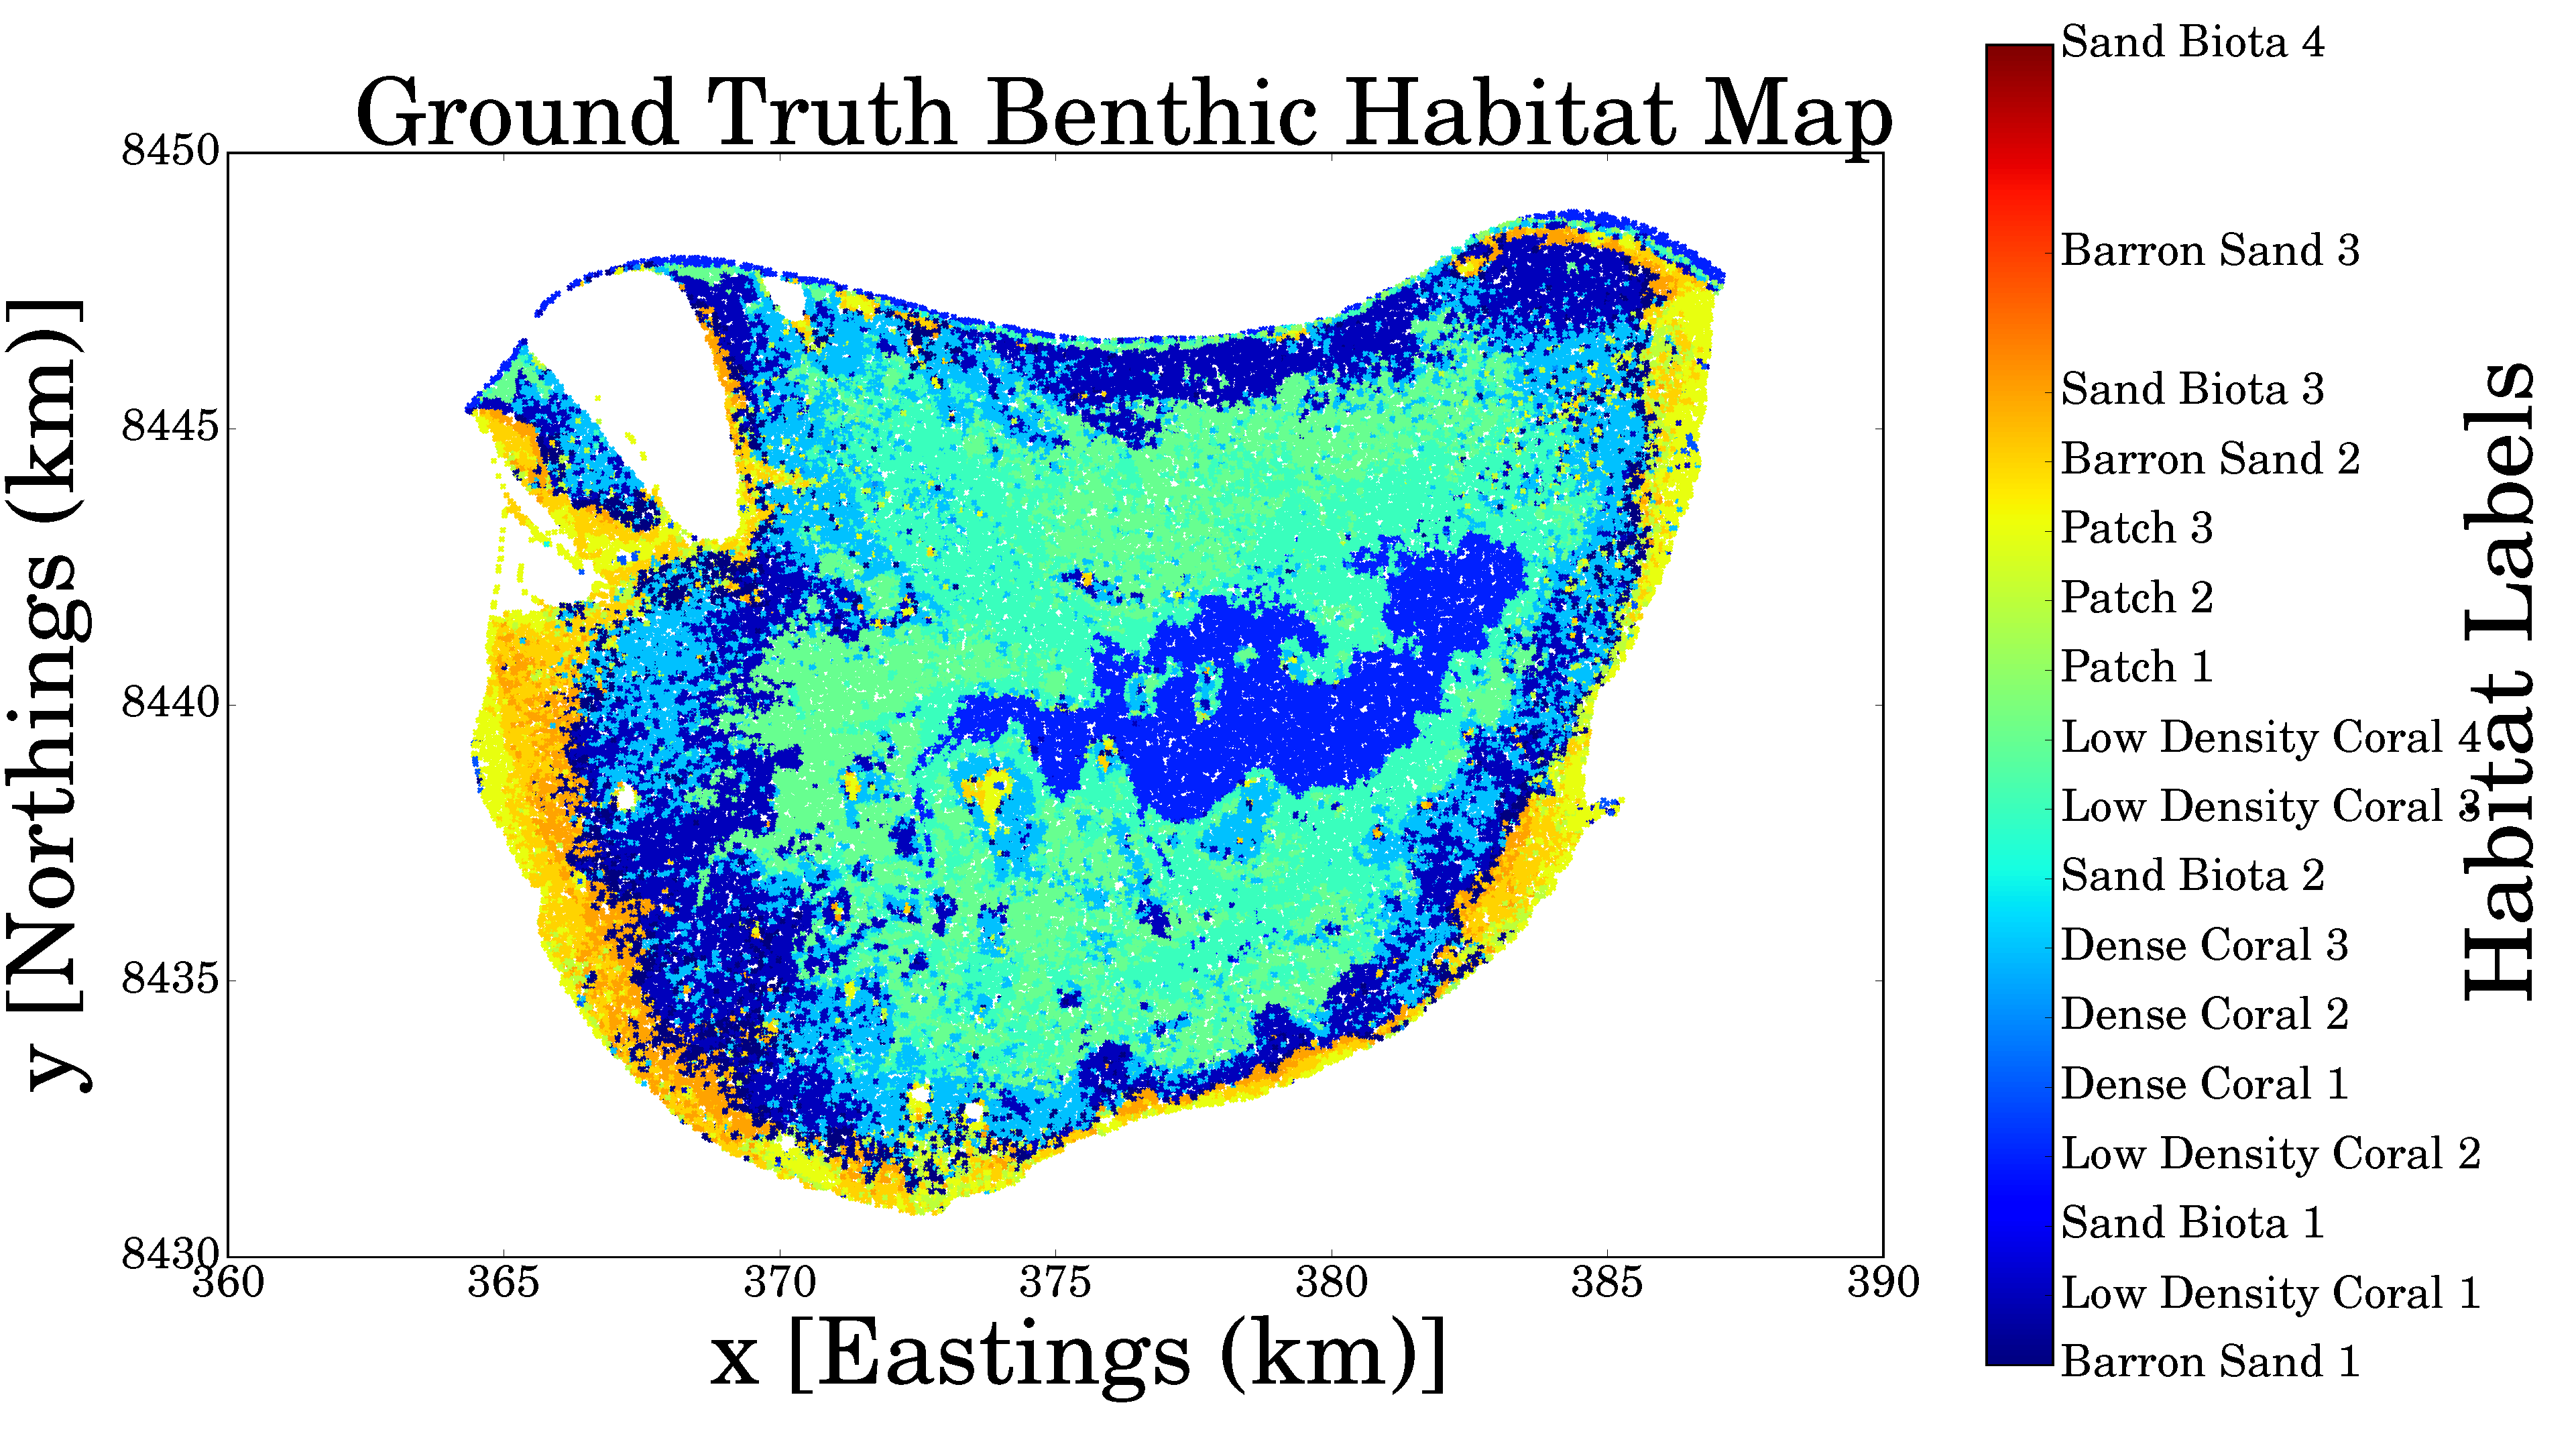 Ground Truth Benthic Habitat Map
8450
8445
8440
8435
8430
y [Northings (km)]
360 365 370 375 380 385 390
x [Eastings (km)]
Sand Biota 4
Barron Sand 3
Sand Biota 3
Barron Sand 2
Patch 3
Patch 2
Patch 1
Low Density Coral 4
Low Density Coral 3
Sand Biota 2
Dense Coral 3
Dense Coral 2
Dense Coral 1
Low Density Coral 2
Sand Biota 1
Low Density Coral 1
Barron Sand 1
Habitat Labels